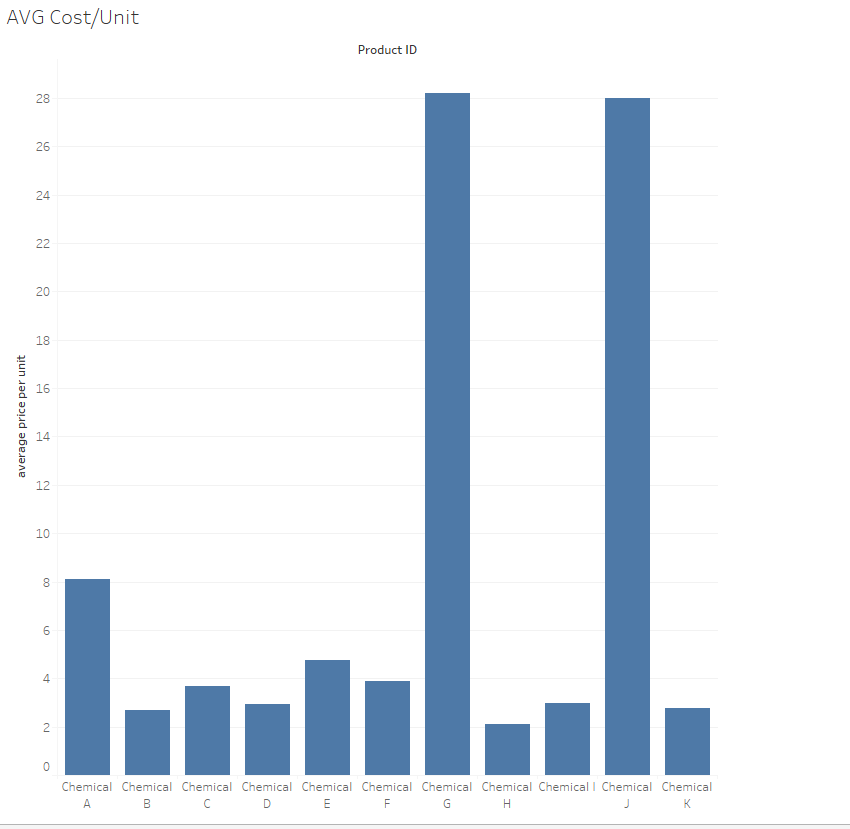 AVG Cost/Unit
Product ID
average price per unit
28
26
24
22
20
18
16
14
12
10
8
6
4
2
0
Chemical A
Chemical B
Chemical C
Chemical D
Chemical E
Chemical F
Chemical G
Chemical H
Chemical I
Chemical J
Chemical K